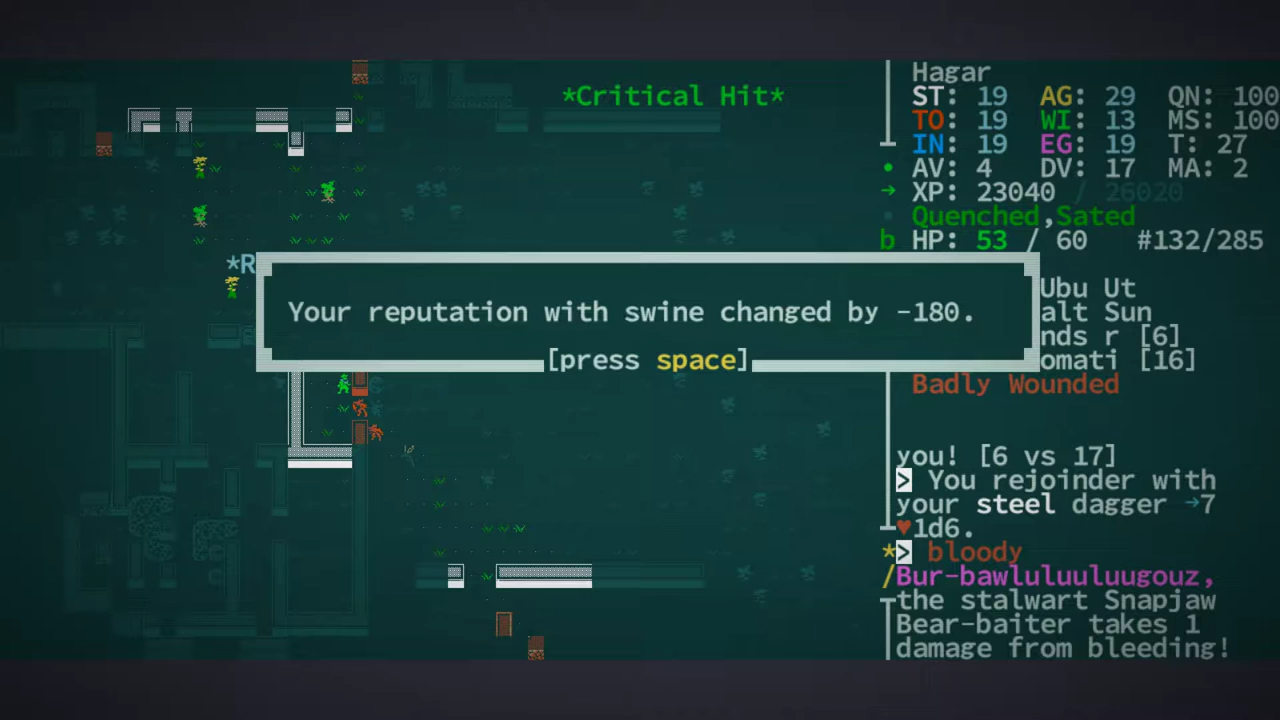 *Critical Hit*
Hagar
ST: 19 AG: 29 QN: 100
TO: 19 WI: 13 MS: 100
IN: 19 EG: 19 T: 27
AV: 4 DV: 17 MA: 2
XP: 23040 / 26020
Quenched,Sated
b HP: 53 / 60 #132/285
*R
Your reputation with swine changed by -180.
[press space]
Ubu Ut
alt Sun
nds r [6]
omati [16]
Badly Wounded
you! [6 vs 17]
> You rejoinder with
your steel dagger →7
♥1d6.
*> bloody
/Bur-bawluluuluugouz,
the stalwart Snapjaw
Bear-baiter takes 1
damage from bleeding!